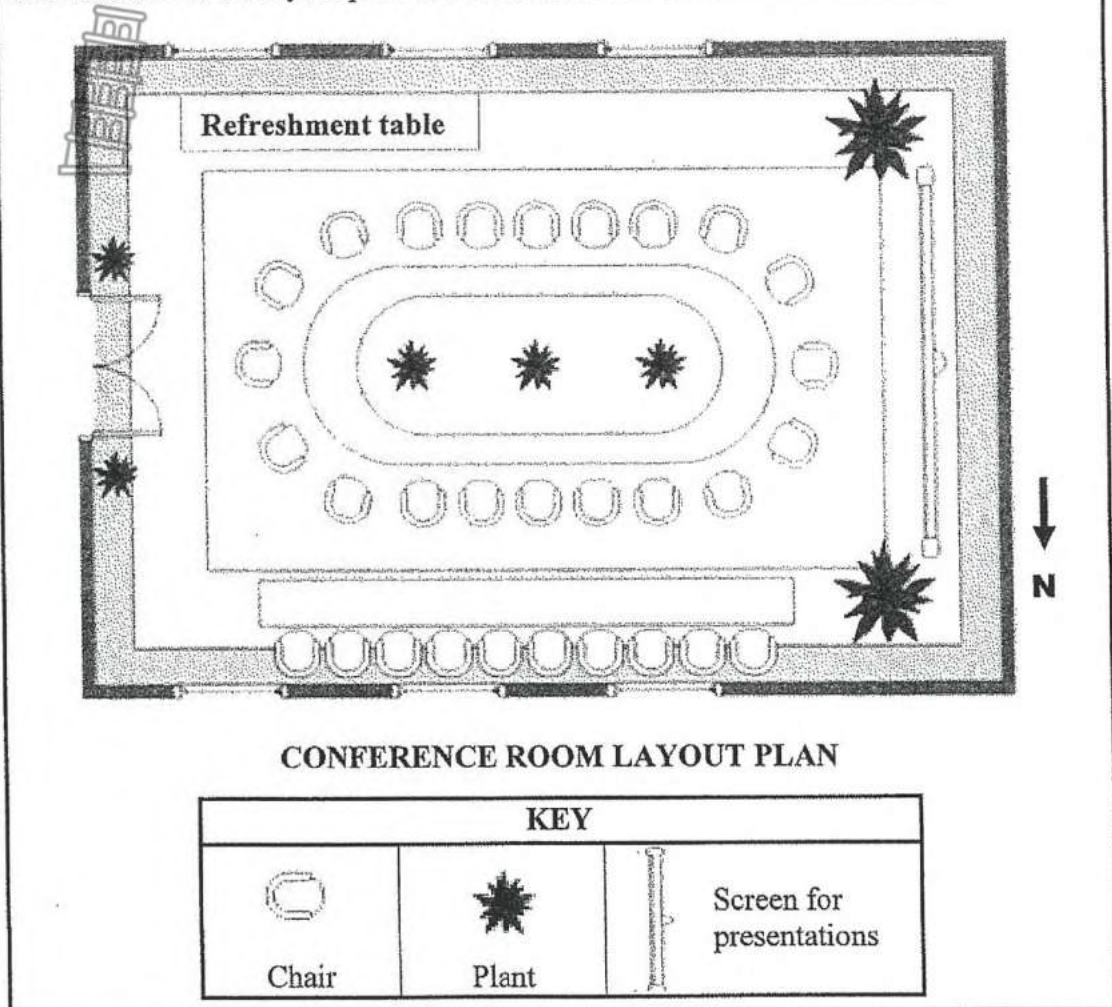 Refreshment table
N
CONFERENCE ROOM LAYOUT PLAN
KEY
Chair
Plant
Screen for
presentations